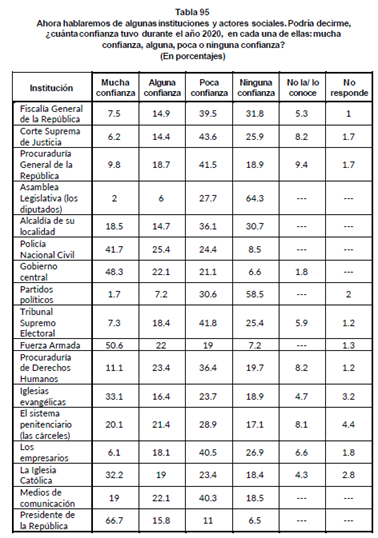 Tabla 95
Ahora hablaremos de algunas instituciones y actores sociales. Podría decirme,
¿cuánta confianza tuvo durante el año 2020, en cada una de ellas: mucha
confianza, alguna, poca o ninguna confianza?
(En porcentajes)
Institución Mucha confianza Alguna confianza Poca confianza Ninguna confianza No la/ lo conoce No responde
Fiscalía General de la República 7.5 14.9 39.5 31.8 5.3 1
Corte Suprema de Justicia 6.2 14.4 43.6 25.9 8.2 1.7
Procuraduría General de la República 9.8 18.7 41.5 18.9 9.4 1.7
Asamblea Legislativa (los diputados) 2 6 27.7 64.3 --- ---
Alcaldía de su localidad 18.5 14.7 36.1 30.7 --- ---
Policía Nacional Civil 41.7 25.4 24.4 8.5 --- ---
Gobierno central 48.3 22.1 21.1 6.6 1.8 ---
Partidos políticos 1.7 7.2 30.6 58.5 --- 2
Tribunal Supremo Electoral 7.3 18.4 41.8 25.4 5.9 1.2
Fuerza Armada 50.6 22 19 7.2 --- 1.3
Procuraduría de Derechos Humanos 11.1 23.4 36.4 19.7 8.2 1.2
Iglesias evangélicas 33.1 16.4 23.7 18.9 4.7 3.2
El sistema penitenciario (las cárceles) 20.1 21.4 28.9 17.1 8.1 4.4
Los empresarios 6.1 18.1 40.5 26.9 6.6 1.8
La Iglesia Católica 32.2 19 23.4 18.4 4.3 2.8
Medios de comunicación 19 22.1 40.3 18.5 --- ---
Presidente de la República 66.7 15.8 11 6.5 --- ---